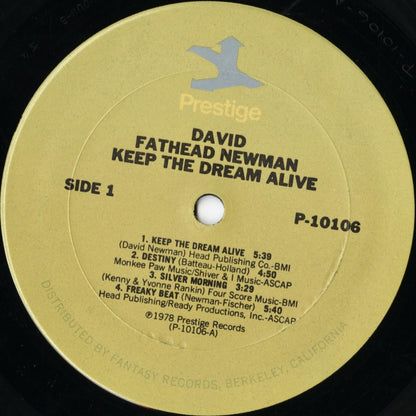 Prestige
DAVID
FATHEAD NEWMAN
KEEP THE DREAM ALIVE
SIDE 1
P-10106
1. KEEP THE DREAM ALIVE 5:39
(David Newman) Head Publishing Co.-BMI
2. DESTINY (Batteau-Holland) 4:50
Monkee Paw Music/Shiver & I Music-ASCAP
3. SILVER MORNING 3:29
(Kenny & Yvonne Rankin) Four Score Music-BMI
4. FREAKY BEAT (Newman-Fischer) 5:40
Head Publishing/Ready Productions, Inc.-ASCAP
℗1978 Prestige Records
(P-10106-A)
DISTRIBUTED BY FANTASY RECORDS, BERKELEY, CALIFORNIA